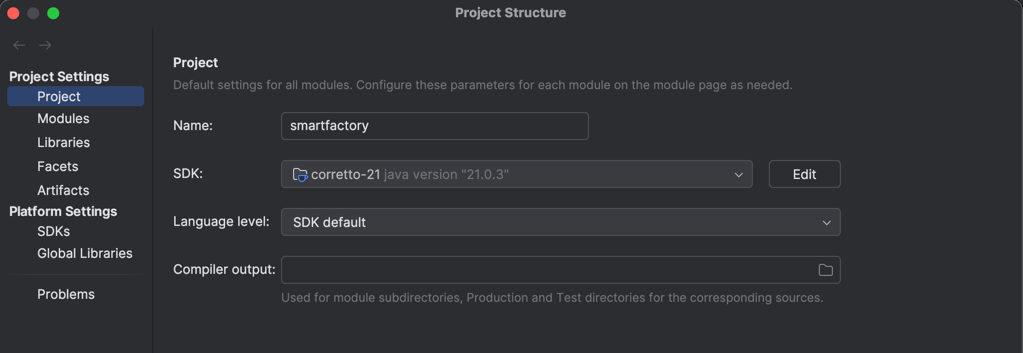 Project Structure
Project Settings
Project
Modules
Libraries
Facets
Artifacts
Platform Settings
SDKs
Global Libraries
Problems
Project
Default settings for all modules. Configure these parameters for each module on the module page as needed.
Name: smartfactory
SDK: corretto-21 java version "21.0.3" Edit
Language level: SDK default
Compiler output:
Used for module subdirectories, Production and Test directories for the corresponding sources.